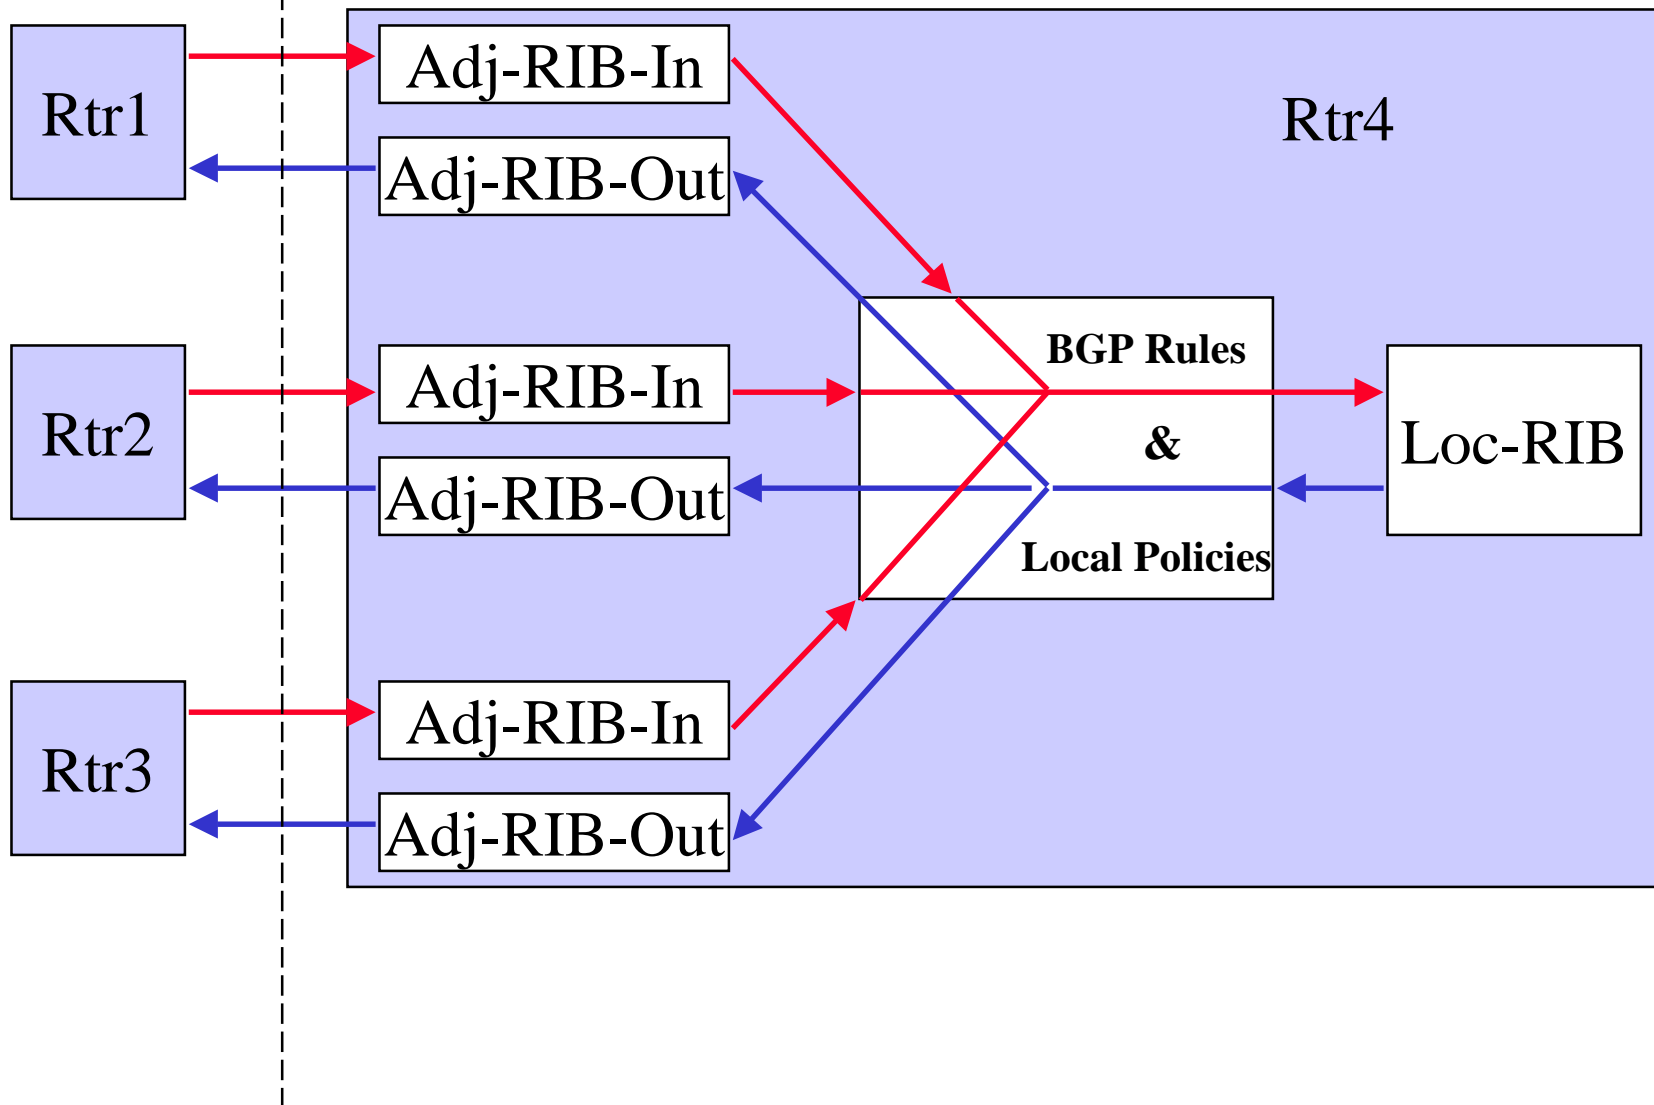 Rtr1
Adj-RIB-In
Adj-RIB-Out
Rtr4
Rtr2
Adj-RIB-In
Adj-RIB-Out
BGP Rules
&
Local Policies
Loc-RIB
Rtr3
Adj-RIB-In
Adj-RIB-Out